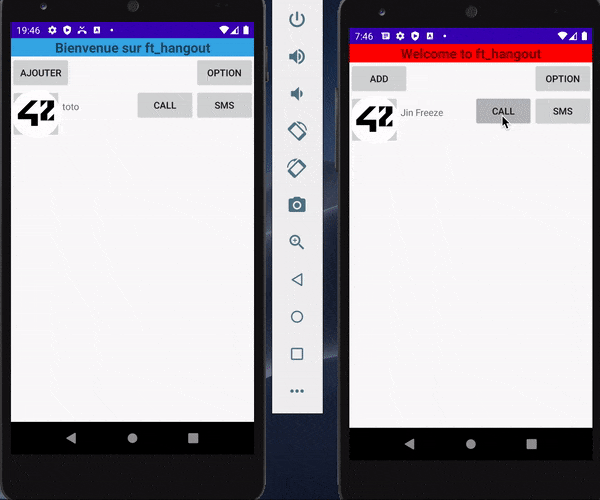 19:46
Bienvenue sur ft_hangout
AJOUTER
OPTION
42
toto
CALL
SMS
7:46
Welcome to ft_hangout
ADD
OPTION
42
Jin Freeze
CALL
SMS